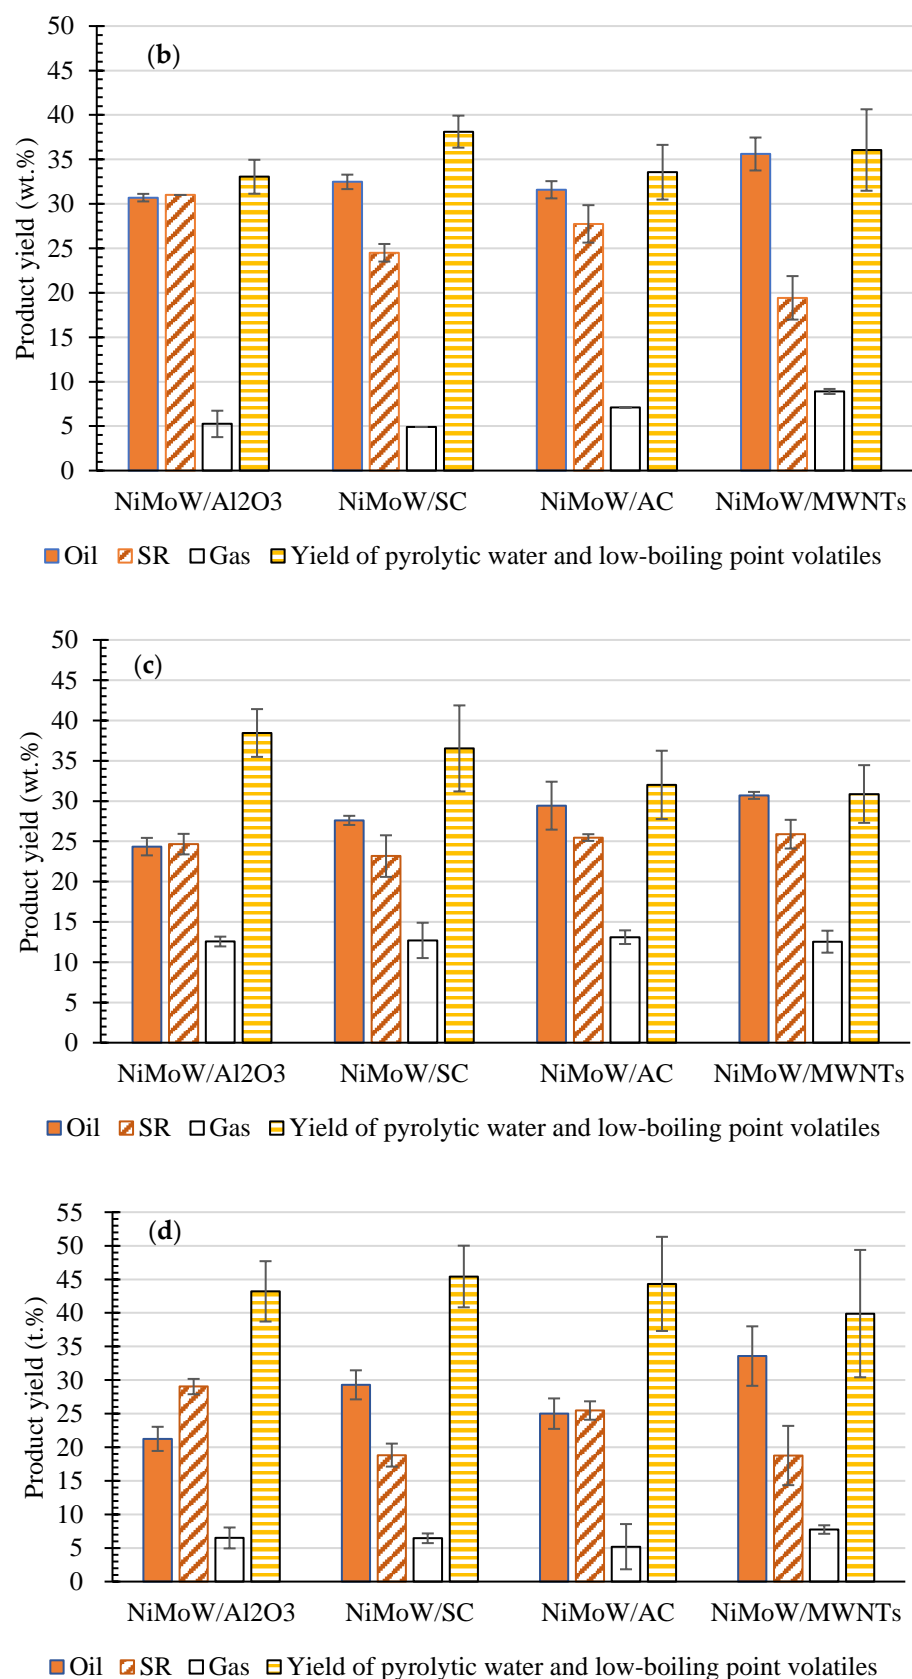 (b)
Product yield (wt.%)
50
45
40
35
30
25
20
15
10
5
0
NiMoW/Al2O3 NiMoW/SC NiMoW/AC NiMoW/MWNTs
Oil SR Gas Yield of pyrolytic water and low-boiling point volatiles
(c)
Product yield (wt.%)
50
45
40
35
30
25
20
15
10
5
0
NiMoW/Al2O3 NiMoW/SC NiMoW/AC NiMoW/MWNTs
Oil SR Gas Yield of pyrolytic water and low-boiling point volatiles
(d)
Product yield (t.%)
55
50
45
40
35
30
25
20
15
10
5
0
NiMoW/Al2O3 NiMoW/SC NiMoW/AC NiMoW/MWNTs
Oil SR Gas Yield of pyrolytic water and low-boiling point volatiles